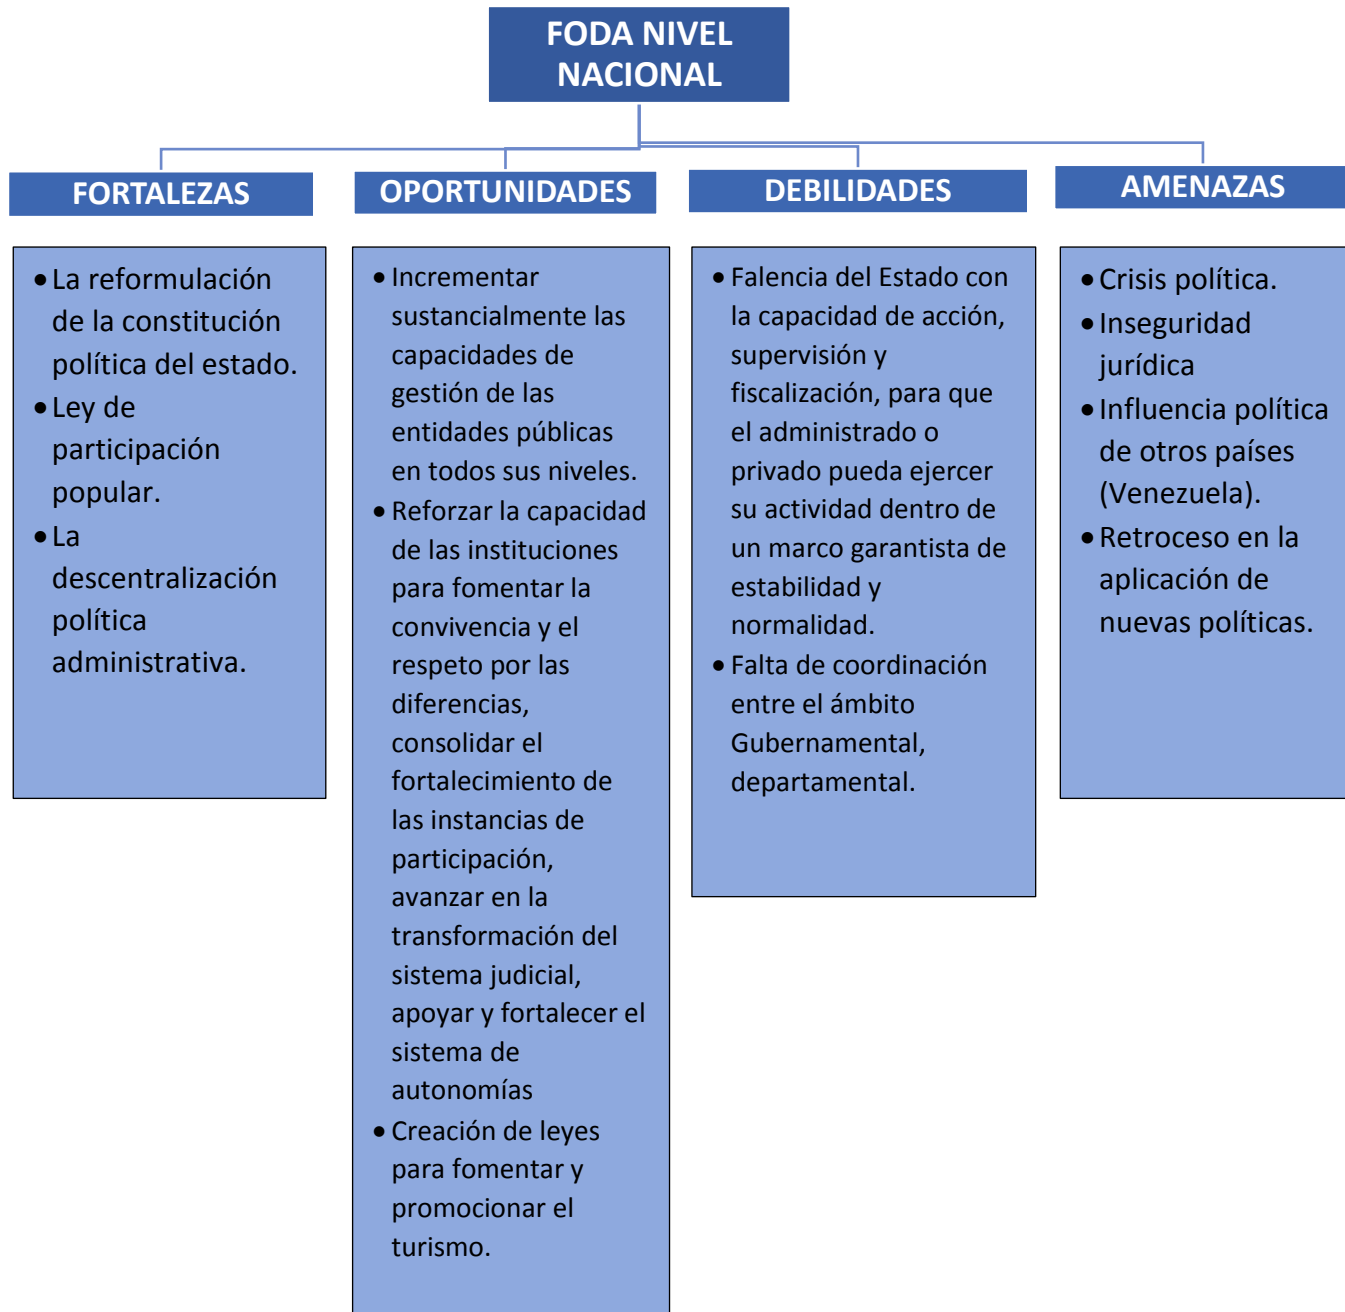 FODA NIVEL
NACIONAL
FORTALEZAS
• La reformulación
de la constitución
política del estado.
• Ley de
participación
popular.
• La
descentralización
política
administrativa.
OPORTUNIDADES
• Incrementar
sustancialmente las
capacidades de
gestión de las
entidades públicas
en todos sus niveles.
• Reforzar la capacidad
de las instituciones
para fomentar la
convivencia y el
respeto por las
diferencias,
consolidar el
fortalecimiento de
las instancias de
participación,
avanzar en la
transformación del
sistema judicial,
apoyar y fortalecer el
sistema de
autonomías
• Creación de leyes
para fomentar y
promocionar el
turismo.
DEBILIDADES
• Falencia del Estado con
la capacidad de acción,
supervisión y
fiscalización, para que
el administrado o
privado pueda ejercer
su actividad dentro de
un marco garantista de
estabilidad y
normalidad.
• Falta de coordinación
entre el ámbito
Gubernamental,
departamental.
AMENAZAS
• Crisis política.
• Inseguridad
jurídica
• Influencia política
de otros países
(Venezuela).
• Retroceso en la
aplicación de
nuevas políticas.